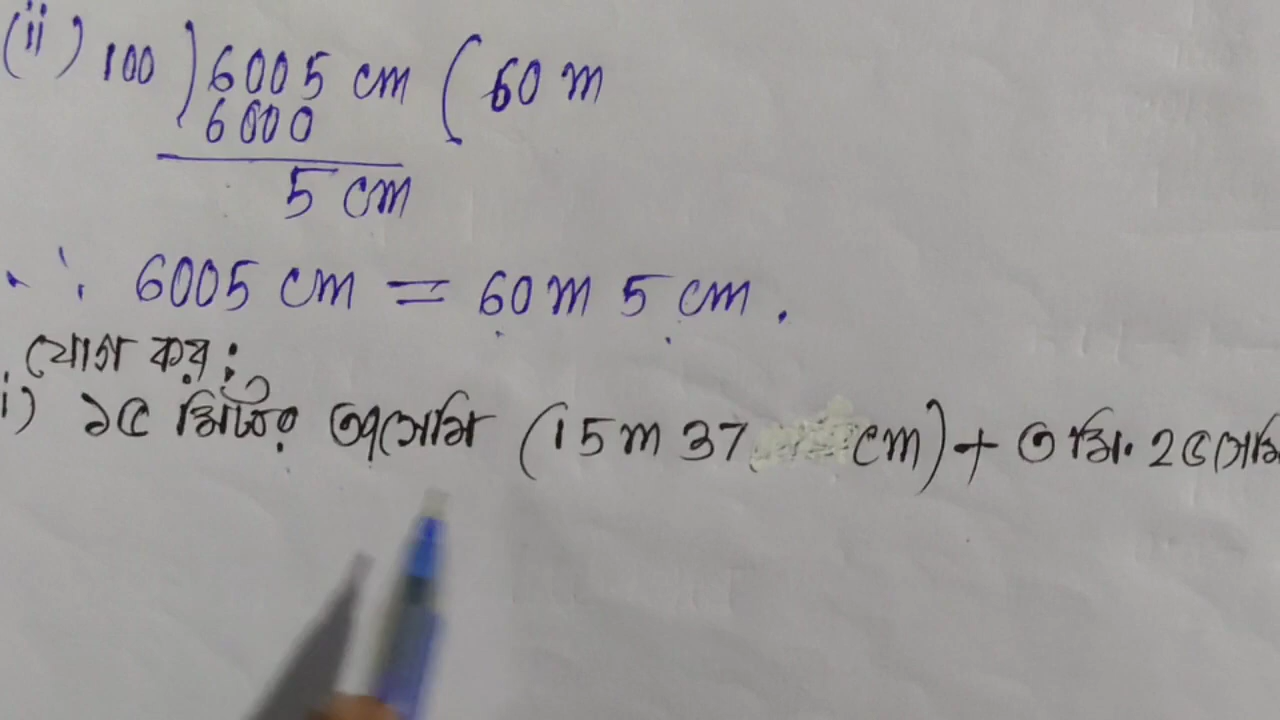 (ii) 100 ) 6005 cm ( 60 m
6000
5 cm
∴ 6005 cm = 60 m 5 cm.
যোগ কর:
i) ১৫ মিটাৰ ৩৭ সেমি (15 m 37 cm) + ৩ মি. 2৫ সেমি